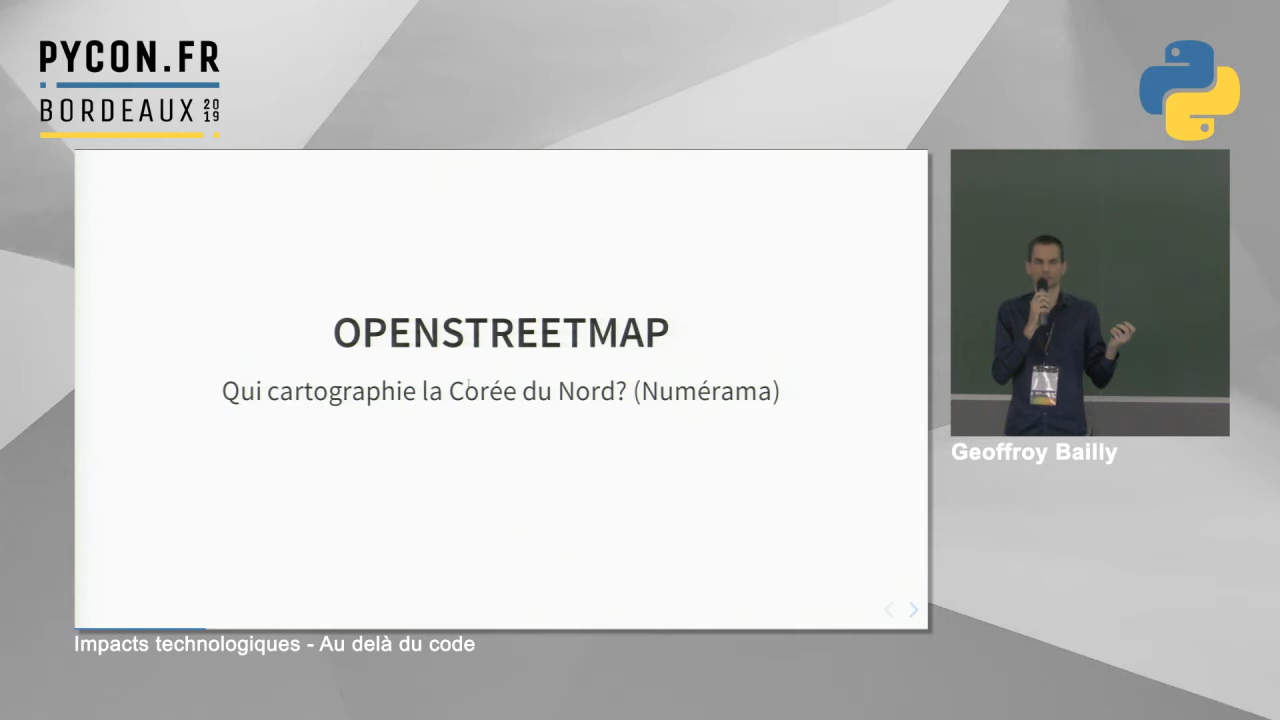 PYCON.FR
BORDEAUX 2019
OPENSTREETMAP
Qui cartographie la Corée du Nord? (Numérama)
Geoffroy Bailly
Impacts technologiques - Au delà du code